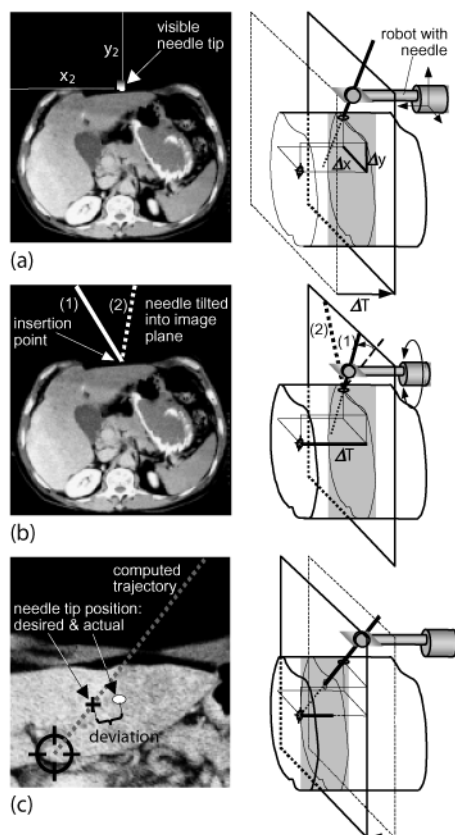 visible
needle tip
y2
x2
robot with
needle
Δx
Δy
ΔT
(a)
(1)
(2)
needle tilted
into image
plane
insertion
point
(2)
(1)
ΔT
(b)
computed
trajectory
needle tip position:
desired & actual
deviation
(c)